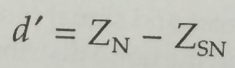 d′ = Z_N − Z_SN